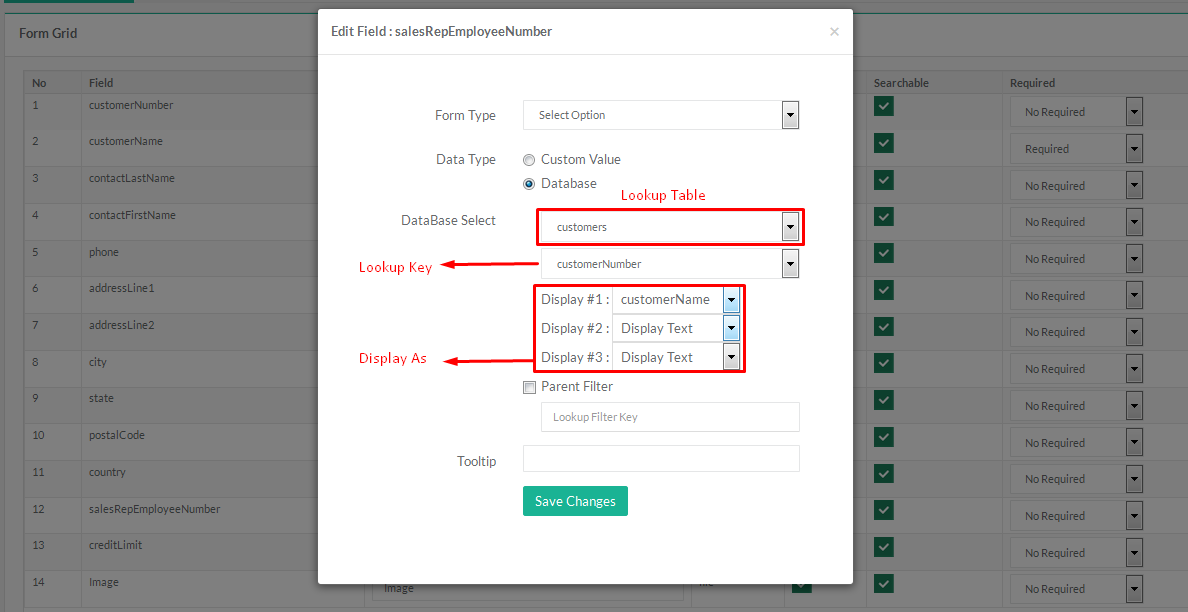 Form Grid
Edit Field : salesRepEmployeeNumber ×
No Field Searchable Required
1 customerNumber No Required
2 customerName Required
3 contactLastName No Required
4 contactFirstName No Required
5 phone No Required
6 addressLine1 No Required
7 addressLine2 No Required
8 city No Required
9 state No Required
10 postalCode No Required
11 country No Required
12 salesRepEmployeeNumber No Required
13 creditLimit No Required
14 Image Image No Required
Form Type Select Option
Data Type Custom Value
Database
Lookup Table
DataBase Select customers
Lookup Key customerNumber
Display #1 : customerName
Display #2 : Display Text
Display As Display #3 : Display Text
Parent Filter
Lookup Filter Key
Tooltip
Save Changes